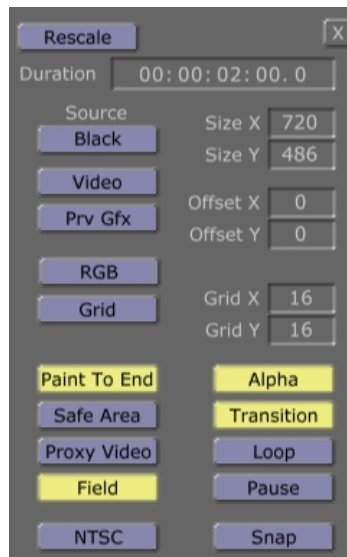 Rescale X
Duration 00:00:02:00.0
Source
Black
Size X 720
Size Y 486
Video
Prv Gfx
Offset X 0
Offset Y 0
RGB
Grid
Grid X 16
Grid Y 16
Paint To End Alpha
Safe Area Transition
Proxy Video Loop
Field Pause
NTSC Snap